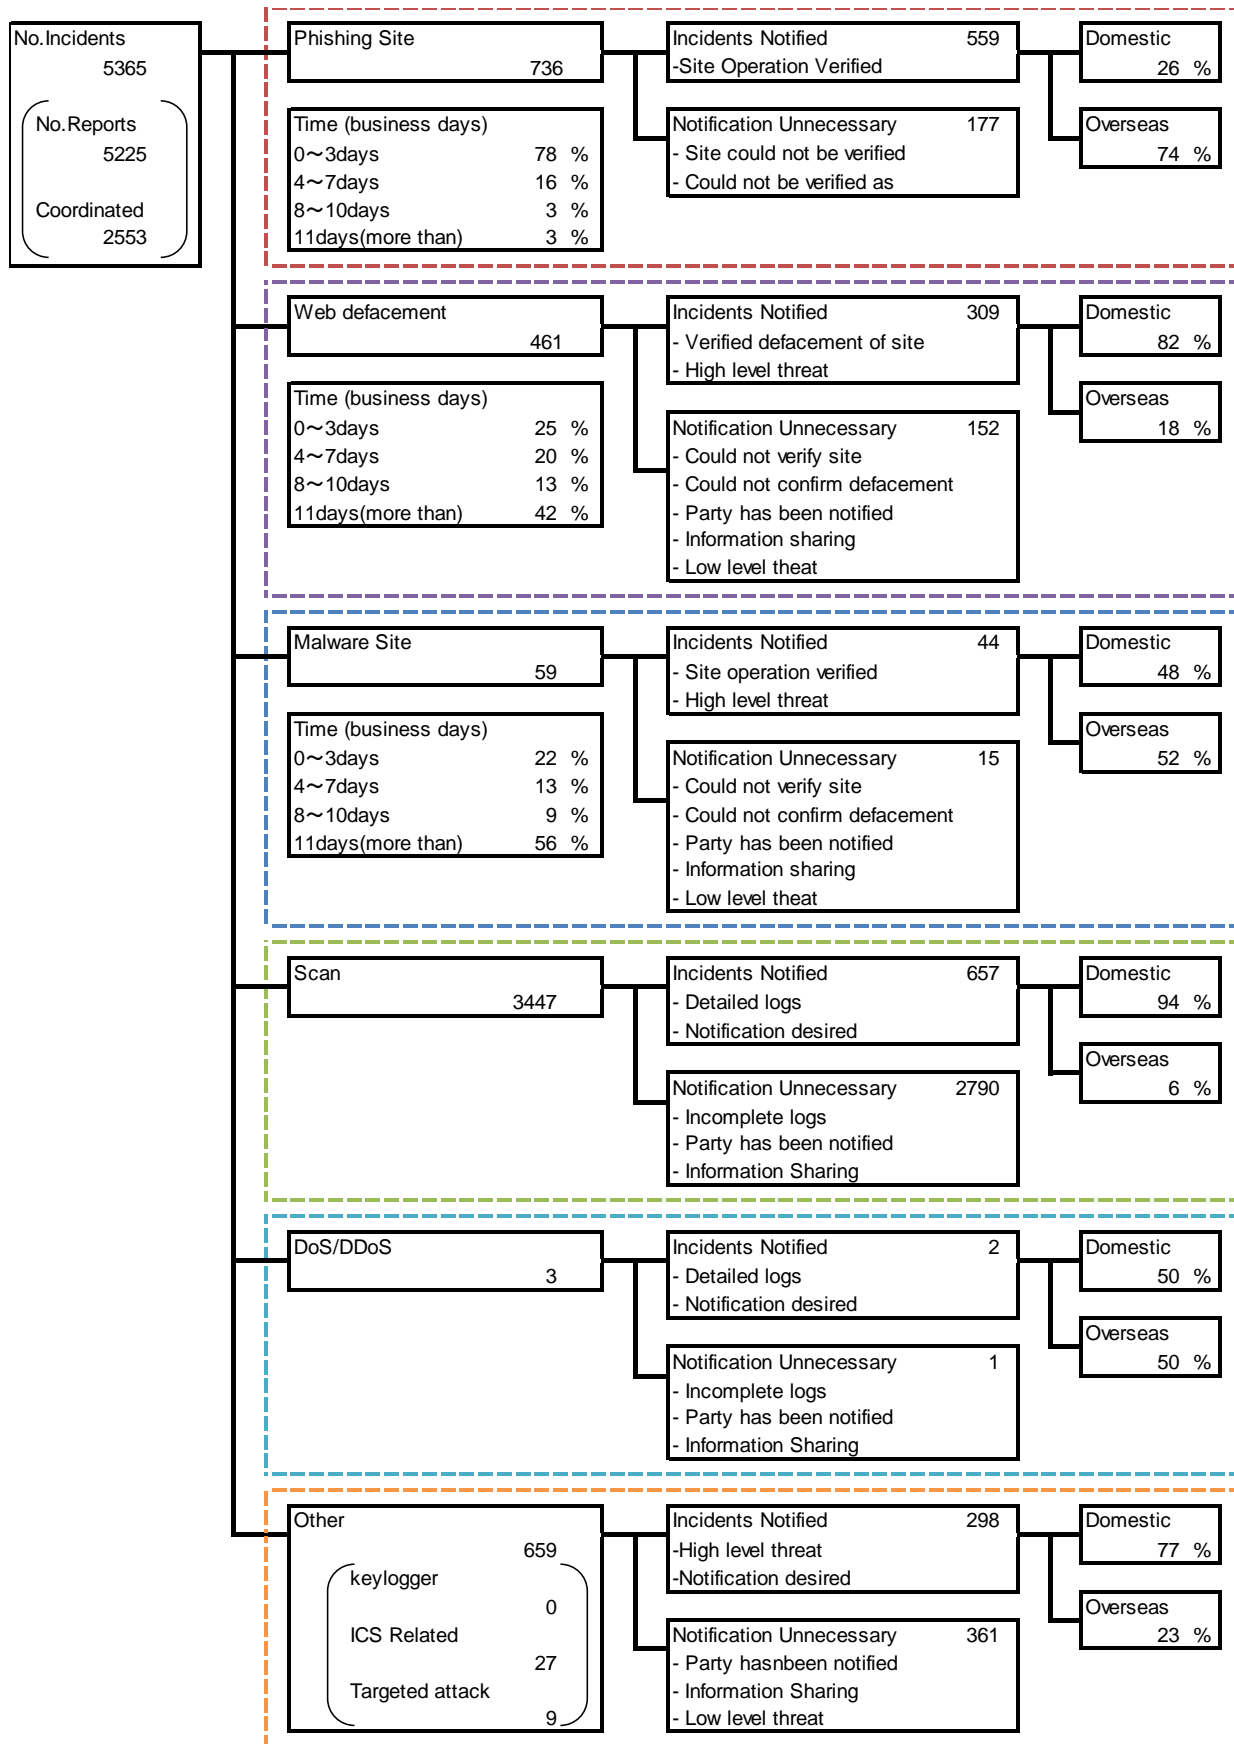 No.Incidents
5365
No.Reports
5225
Coordinated
2553
Phishing Site
736
Time (business days)
0〜3days 78 %
4〜7days 16 %
8〜10days 3 %
11days(more than) 3 %
Incidents Notified 559
-Site Operation Verified
Notification Unnecessary 177
- Site could not be verified
- Could not be verified as
Domestic
26 %
Overseas
74 %
Web defacement
461
Time (business days)
0〜3days 25 %
4〜7days 20 %
8〜10days 13 %
11days(more than) 42 %
Incidents Notified 309
- Verified defacement of site
- High level threat
Notification Unnecessary 152
- Could not verify site
- Could not confirm defacement
- Party has been notified
- Information sharing
- Low level theat
Domestic
82 %
Overseas
18 %
Malware Site
59
Time (business days)
0〜3days 22 %
4〜7days 13 %
8〜10days 9 %
11days(more than) 56 %
Incidents Notified 44
- Site operation verified
- High level threat
Notification Unnecessary 15
- Could not verify site
- Could not confirm defacement
- Party has been notified
- Information sharing
- Low level theat
Domestic
48 %
Overseas
52 %
Scan
3447
Incidents Notified 657
- Detailed logs
- Notification desired
Notification Unnecessary 2790
- Incomplete logs
- Party has been notified
- Information Sharing
Domestic
94 %
Overseas
6 %
DoS/DDoS
3
Incidents Notified 2
- Detailed logs
- Notification desired
Notification Unnecessary 1
- Incomplete logs
- Party has been notified
- Information Sharing
Domestic
50 %
Overseas
50 %
Other
659
keylogger
0
ICS Related
27
Targeted attack
9
Incidents Notified 298
-High level threat
-Notification desired
Notification Unnecessary 361
- Party hasnbeen notified
- Information Sharing
- Low level threat
Domestic
77 %
Overseas
23 %